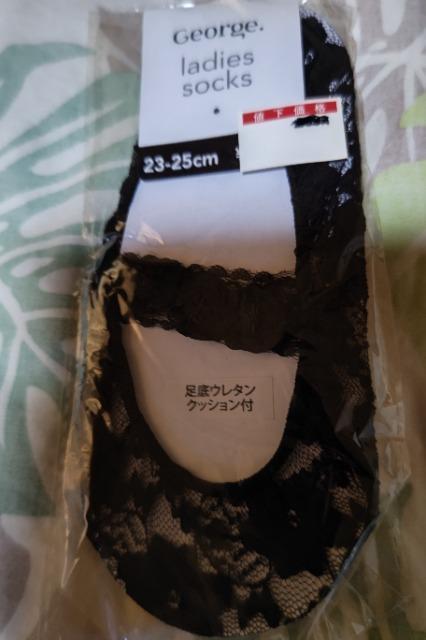 George.
ladies
socks
値下価格
23-25cm
足底ウレタン
クッション付